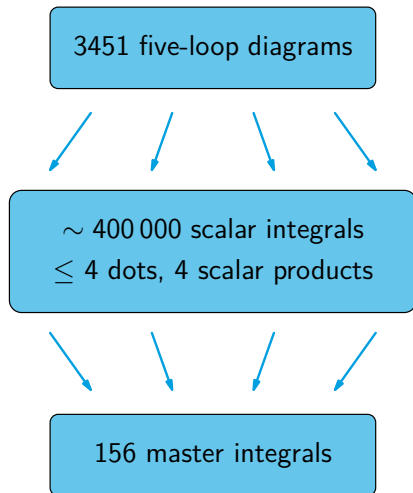 3451 five-loop diagrams
∼ 400 000 scalar integrals
≤ 4 dots, 4 scalar products
156 master integrals